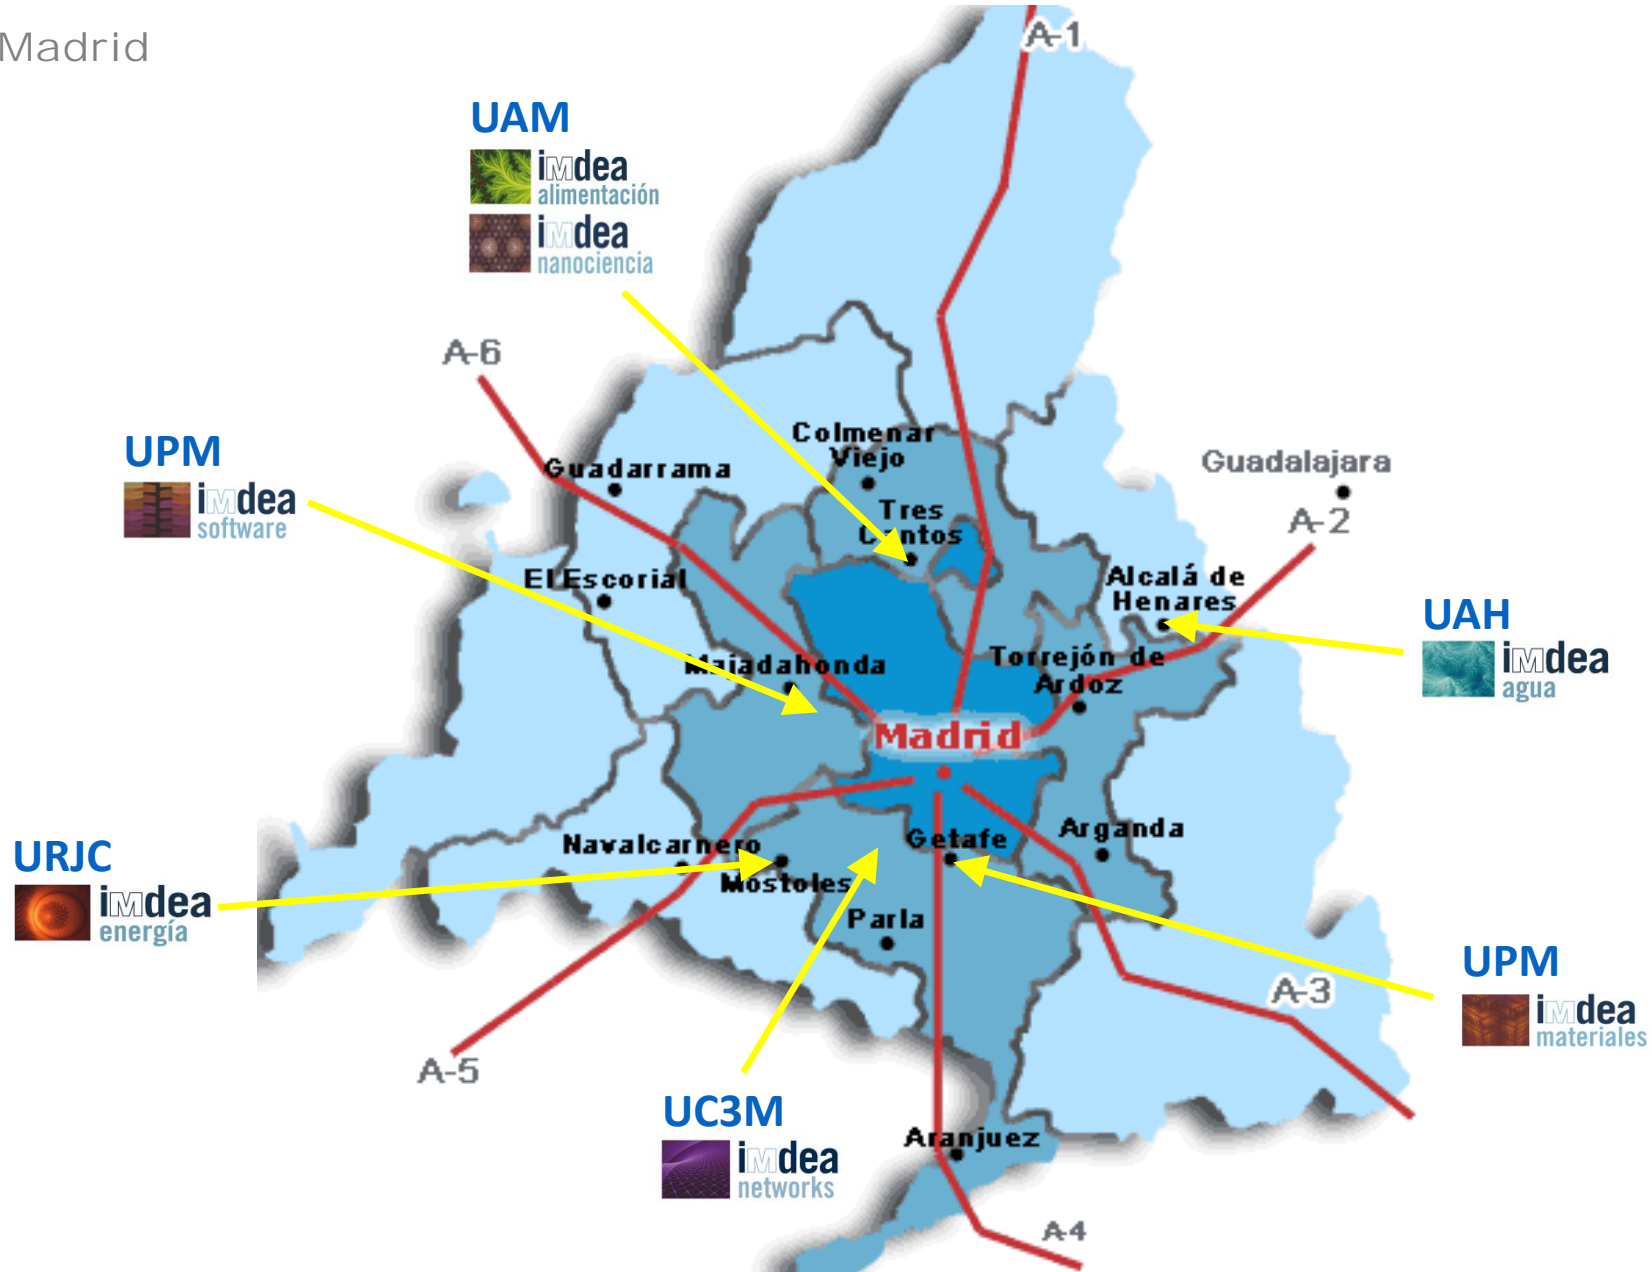 Madrid
A-1
UAM
imdea
alimentación
imdea
nanociencia
A-6
Colmenar
Viejo
UPM
imdea
software
Guadarrama
Guadalajara
Tres
Cantos
A-2
El Escorial
Alcalá de
Henares
UAH
imdea
agua
Majadahonda
Torrejón de
Ardoz
Madrid
Navalcarnero
Getafe
Arganda
URJC
imdea
energía
Móstoles
Parla
UPM
imdea
materiales
A-3
A-5
UC3M
imdea
networks
Aranjuez
A4